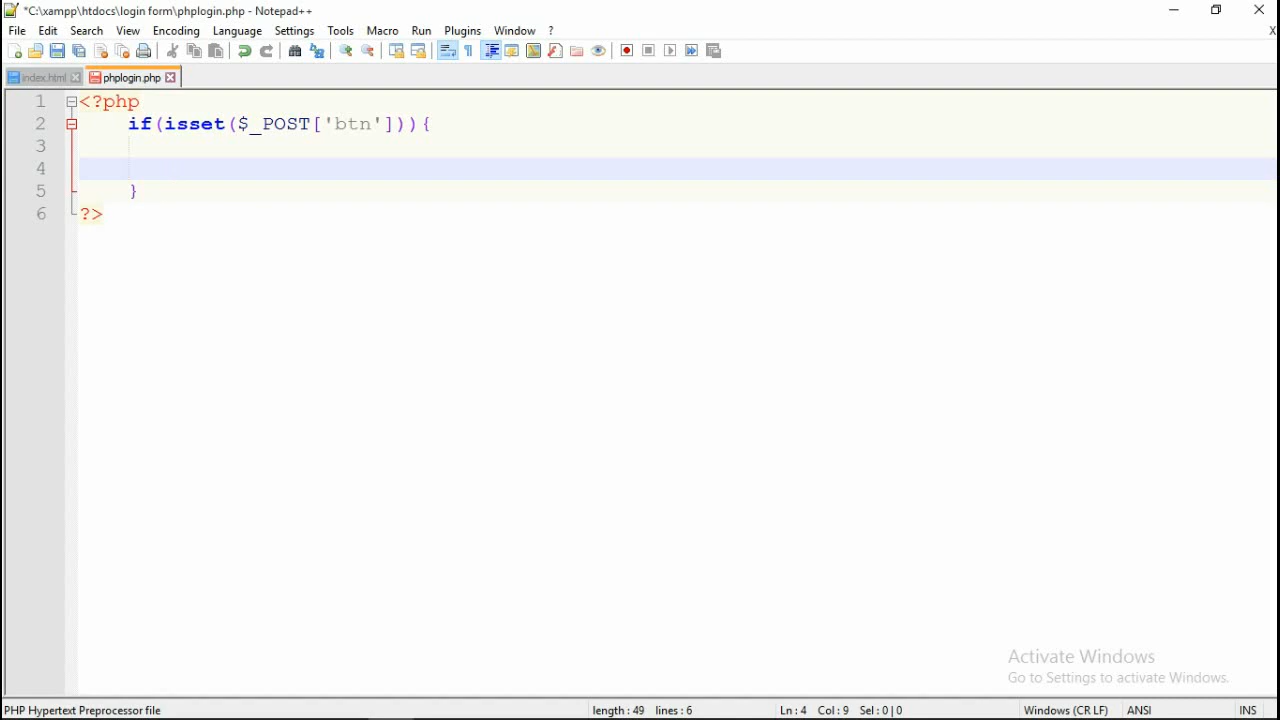 *C:\xampp\htdocs\login form\phplogin.php - Notepad++
File Edit Search View Encoding Language Settings Tools Macro Run Plugins Window ? X
index.html phplogin.php
1 <?php
2 if(isset($_POST['btn'])){
3
4
5 }
6 ?>
Activate Windows
Go to Settings to activate Windows.
PHP Hypertext Preprocessor file length : 49 lines : 6 Ln : 4 Col : 9 Sel : 0 | 0 Windows (CR LF) ANSI INS